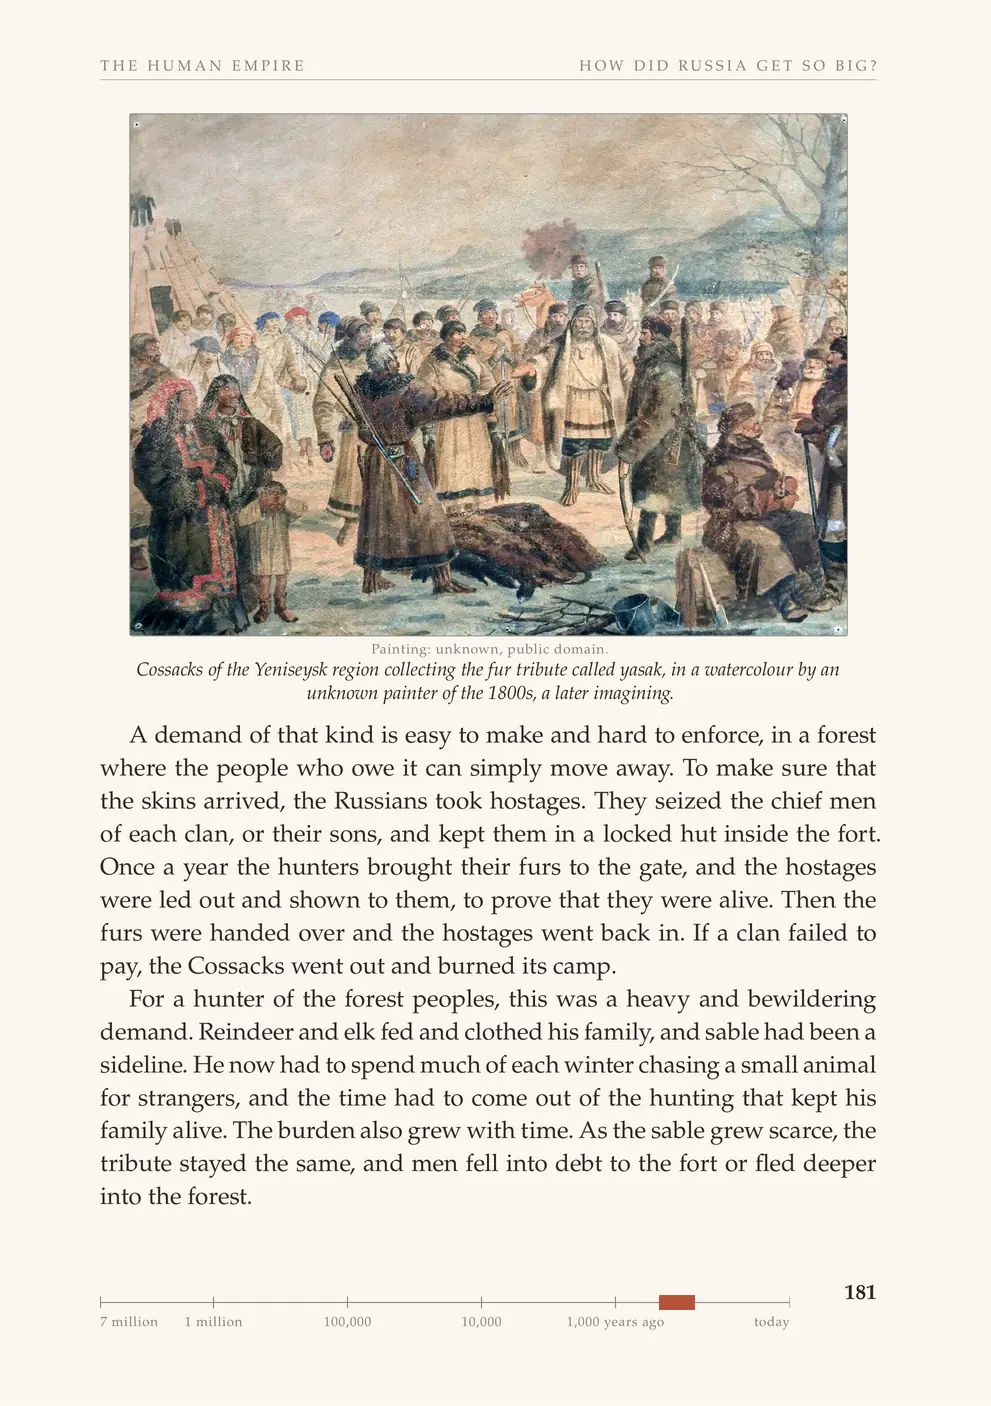 THE HUMAN EMPIRE
HOW DID RUSSIA GET SO BIG?
Painting: unknown, public domain.
Cossacks of the Yeniseysk region collecting the fur tribute called yasak, in a watercolour by an
unknown painter of the 1800s, a later imagining.
A demand of that kind is easy to make and hard to enforce, in a forest
where the people who owe it can simply move away. To make sure that
the skins arrived, the Russians took hostages. They seized the chief men
of each clan, or their sons, and kept them in a locked hut inside the fort.
Once a year the hunters brought their furs to the gate, and the hostages
were led out and shown to them, to prove that they were alive. Then the
furs were handed over and the hostages went back in. If a clan failed to
pay, the Cossacks went out and burned its camp.
For a hunter of the forest peoples, this was a heavy and bewildering
demand. Reindeer and elk fed and clothed his family, and sable had been a
sideline. He now had to spend much of each winter chasing a small animal
for strangers, and the time had to come out of the hunting that kept his
family alive. The burden also grew with time. As the sable grew scarce, the
tribute stayed the same, and men fell into debt to the fort or fled deeper
into the forest.
181
7 million 1 million 100,000 10,000 1,000 years ago today